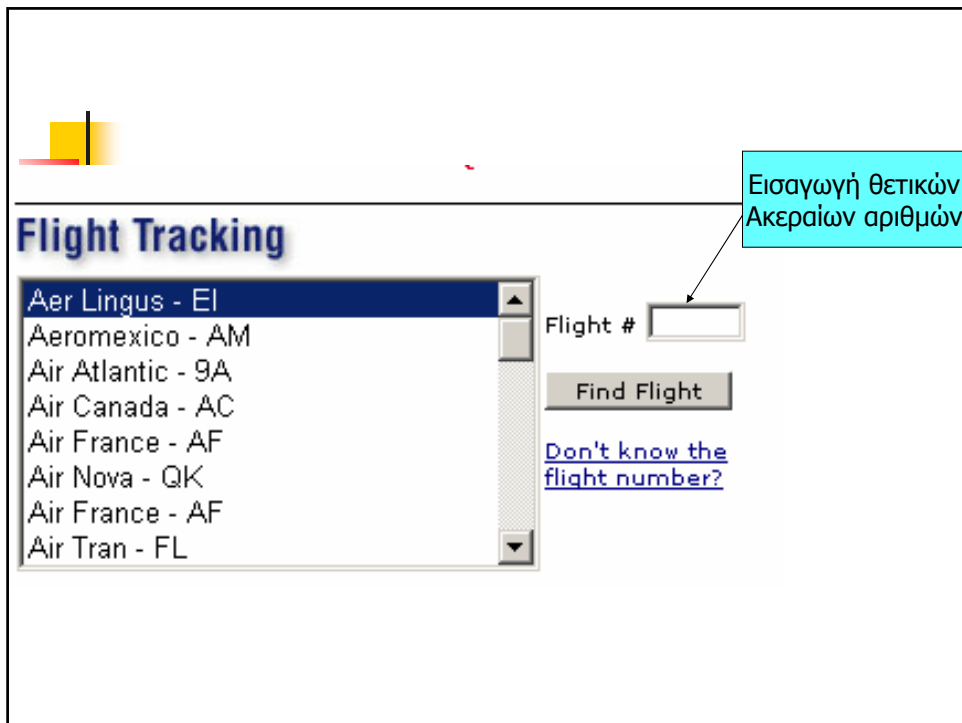 Εισαγωγή θετικών
Ακεραίων αριθμών
Flight Tracking
Aer Lingus - EI
Aeromexico - AM
Air Atlantic - 9A
Air Canada - AC
Air France - AF
Air Nova - QK
Air France - AF
Air Tran - FL
Flight #
Find Flight
Don't know the
flight number?